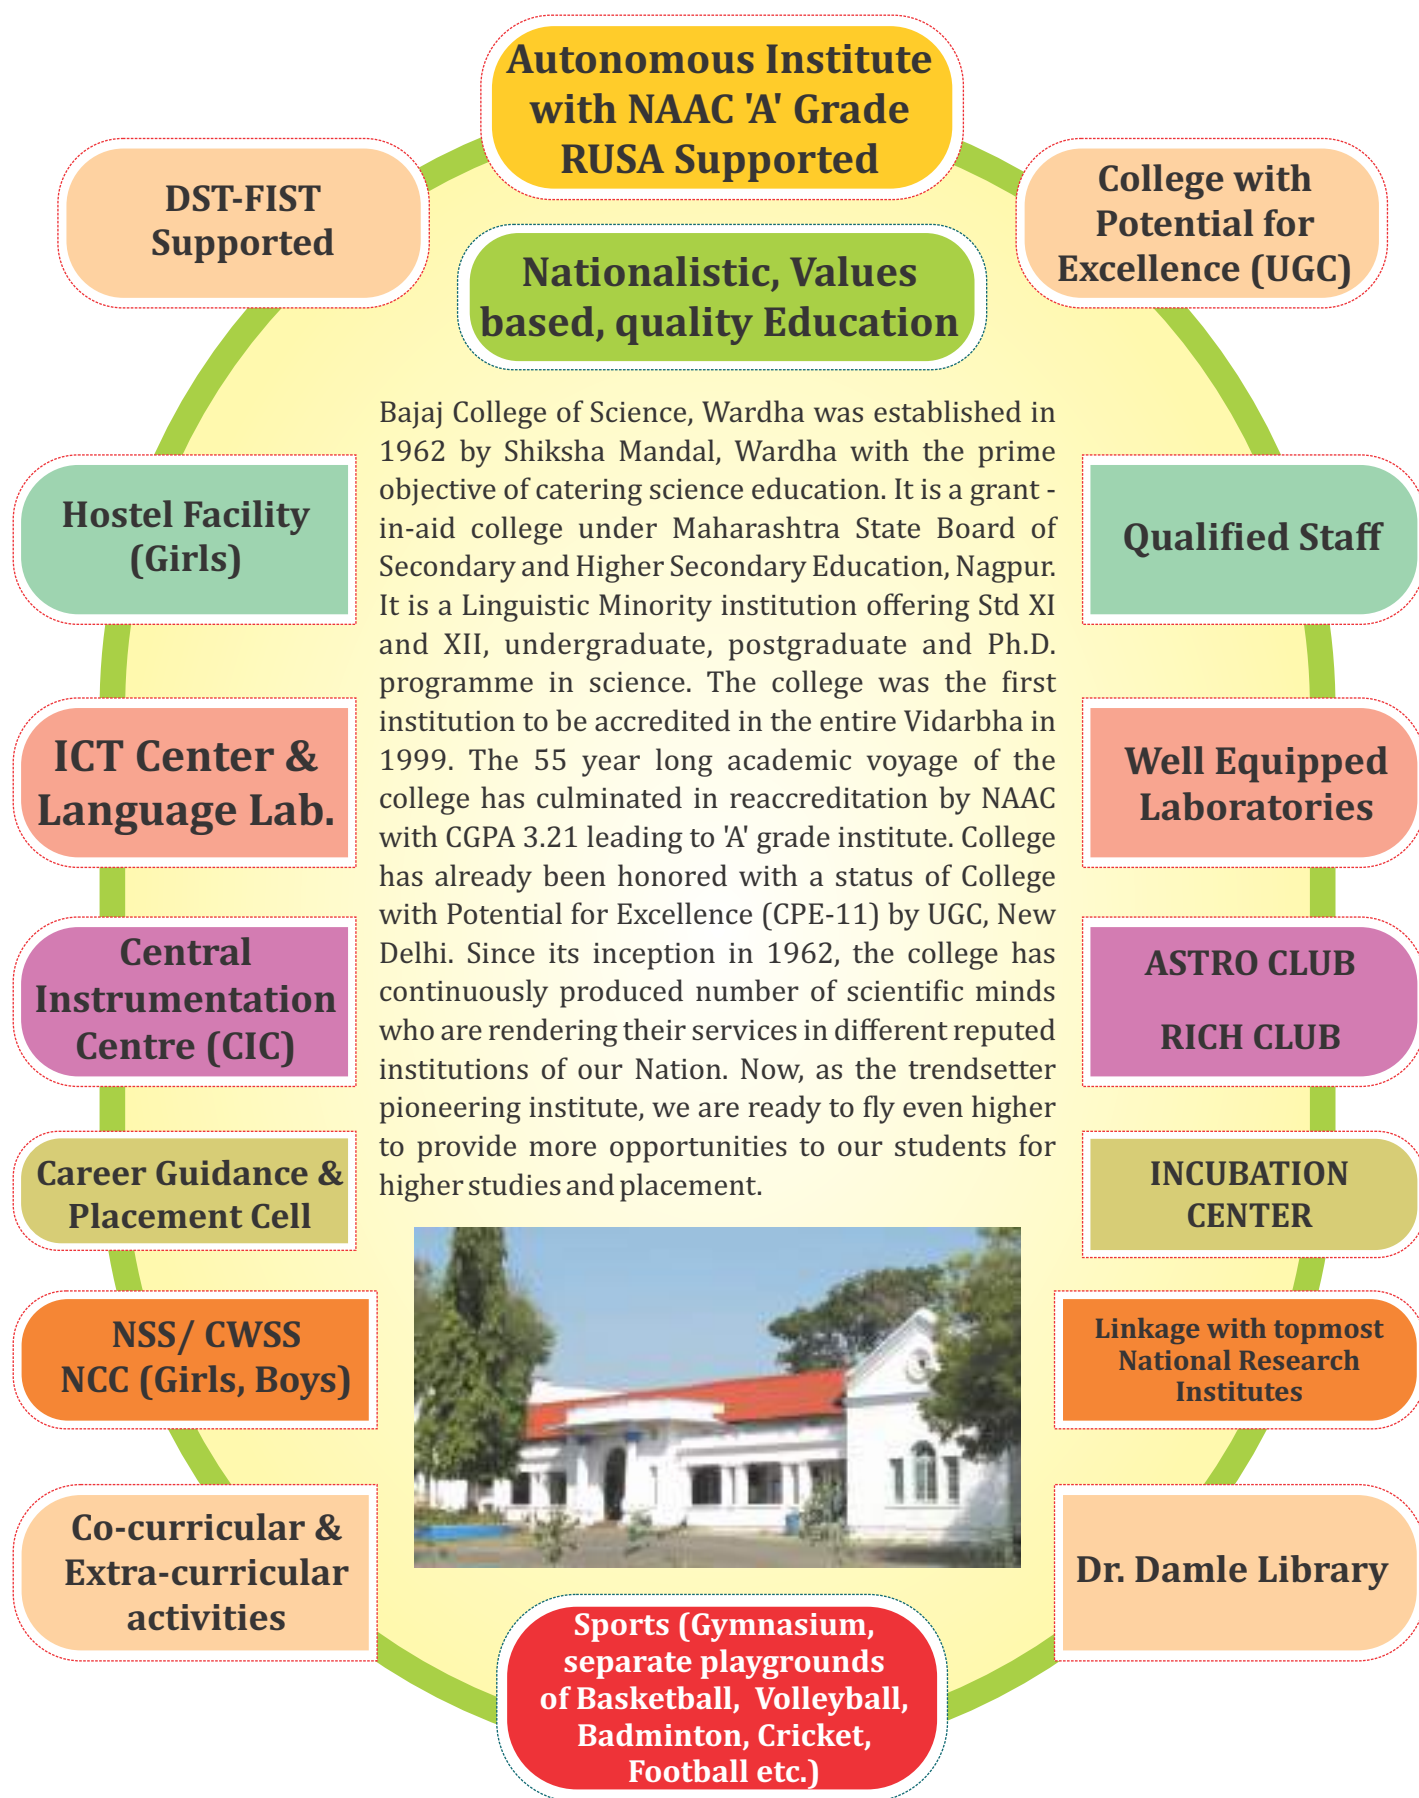 Autonomous Institute
with NAAC 'A' Grade
RUSA Supported
DST-FIST
Supported
College with
Potential for
Excellence (UGC)
Nationalistic, Values
based, quality Education
Bajaj College of Science, Wardha was established in
1962 by Shiksha Mandal, Wardha with the prime
objective of catering science education. It is a grant -
in-aid college under Maharashtra State Board of
Secondary and Higher Secondary Education, Nagpur.
It is a Linguistic Minority institution offering Std XI
and XII, undergraduate, postgraduate and Ph.D.
programme in science. The college was the first
institution to be accredited in the entire Vidarbha in
1999. The 55 year long academic voyage of the
college has culminated in reaccreditation by NAAC
with CGPA 3.21 leading to 'A' grade institute. College
has already been honored with a status of College
with Potential for Excellence (CPE-11) by UGC, New
Delhi. Since its inception in 1962, the college has
continuously produced number of scientific minds
who are rendering their services in different reputed
institutions of our Nation. Now, as the trendsetter
pioneering institute, we are ready to fly even higher
to provide more opportunities to our students for
higher studies and placement.
Hostel Facility
(Girls)
ICT Center &
Language Lab.
Central
Instrumentation
Centre (CIC)
Career Guidance &
Placement Cell
NSS/ CWSS
NCC (Girls, Boys)
Co-curricular &
Extra-curricular
activities
Qualified Staff
Well Equipped
Laboratories
ASTRO CLUB
RICH CLUB
INCUBATION
CENTER
Linkage with topmost
National Research
Institutes
Dr. Damle Library
Sports (Gymnasium,
separate playgrounds
of Basketball, Volleyball,
Badminton, Cricket,
Football etc.)